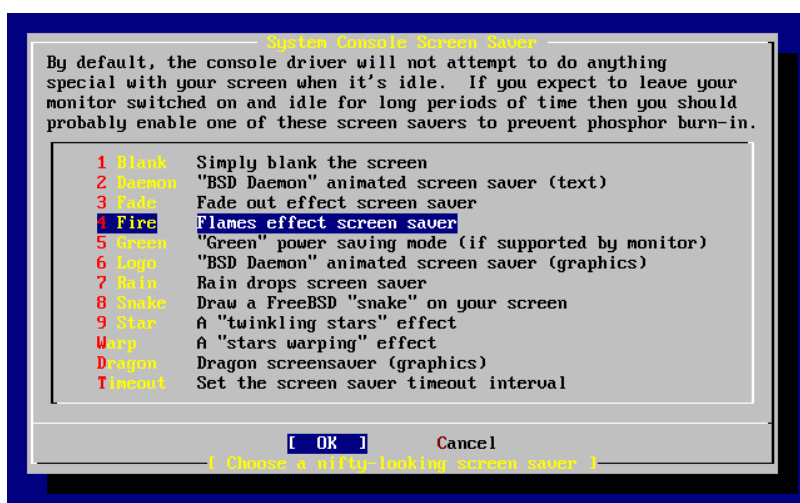 System Console Screen Saver
By default, the console driver will not attempt to do anything
special with your screen when it's idle.  If you expect to leave your
monitor switched on and idle for long periods of time then you should
probably enable one of these screen savers to prevent phosphor burn-in.
1 Blank    Simply blank the screen
2 Daemon   "BSD Daemon" animated screen saver (text)
3 Fade     Fade out effect screen saver
4 Fire     Flames effect screen saver
5 Green    "Green" power saving mode (if supported by monitor)
6 Logo     "BSD Daemon" animated screen saver (graphics)
7 Rain     Rain drops screen saver
8 Snake    Draw a FreeBSD "snake" on your screen
9 Star     A "twinkling stars" effect
Warp       A "stars warping" effect
Dragon     Dragon screensaver (graphics)
Timeout    Set the screen saver timeout interval
[  OK  ]       Cancel
[ Choose a nifty-looking screen saver ]